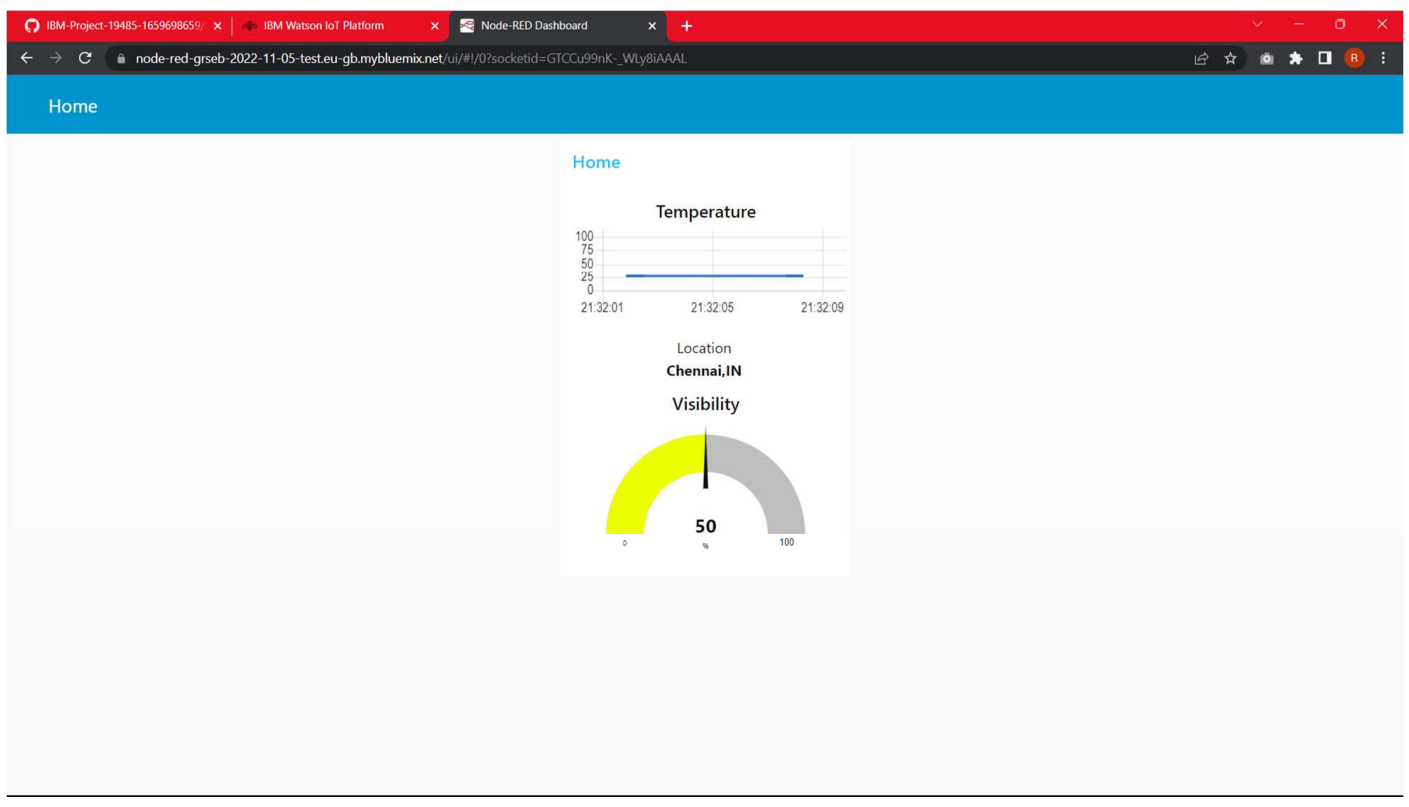 IBM-Project-19485-1659698659/
IBM Watson IoT Platform
Node-RED Dashboard
node-red-grseb-2022-11-05-test.eu-gb.mybluemix.net/ui/#!/0?socketid=GTCCu99nK-_WLy8iAAAL
R
Home
Home
Temperature
100
75
50
25
0
21:32:01 21:32:05 21:32:09
Location
Chennai,IN
Visibility
50
0 % 100